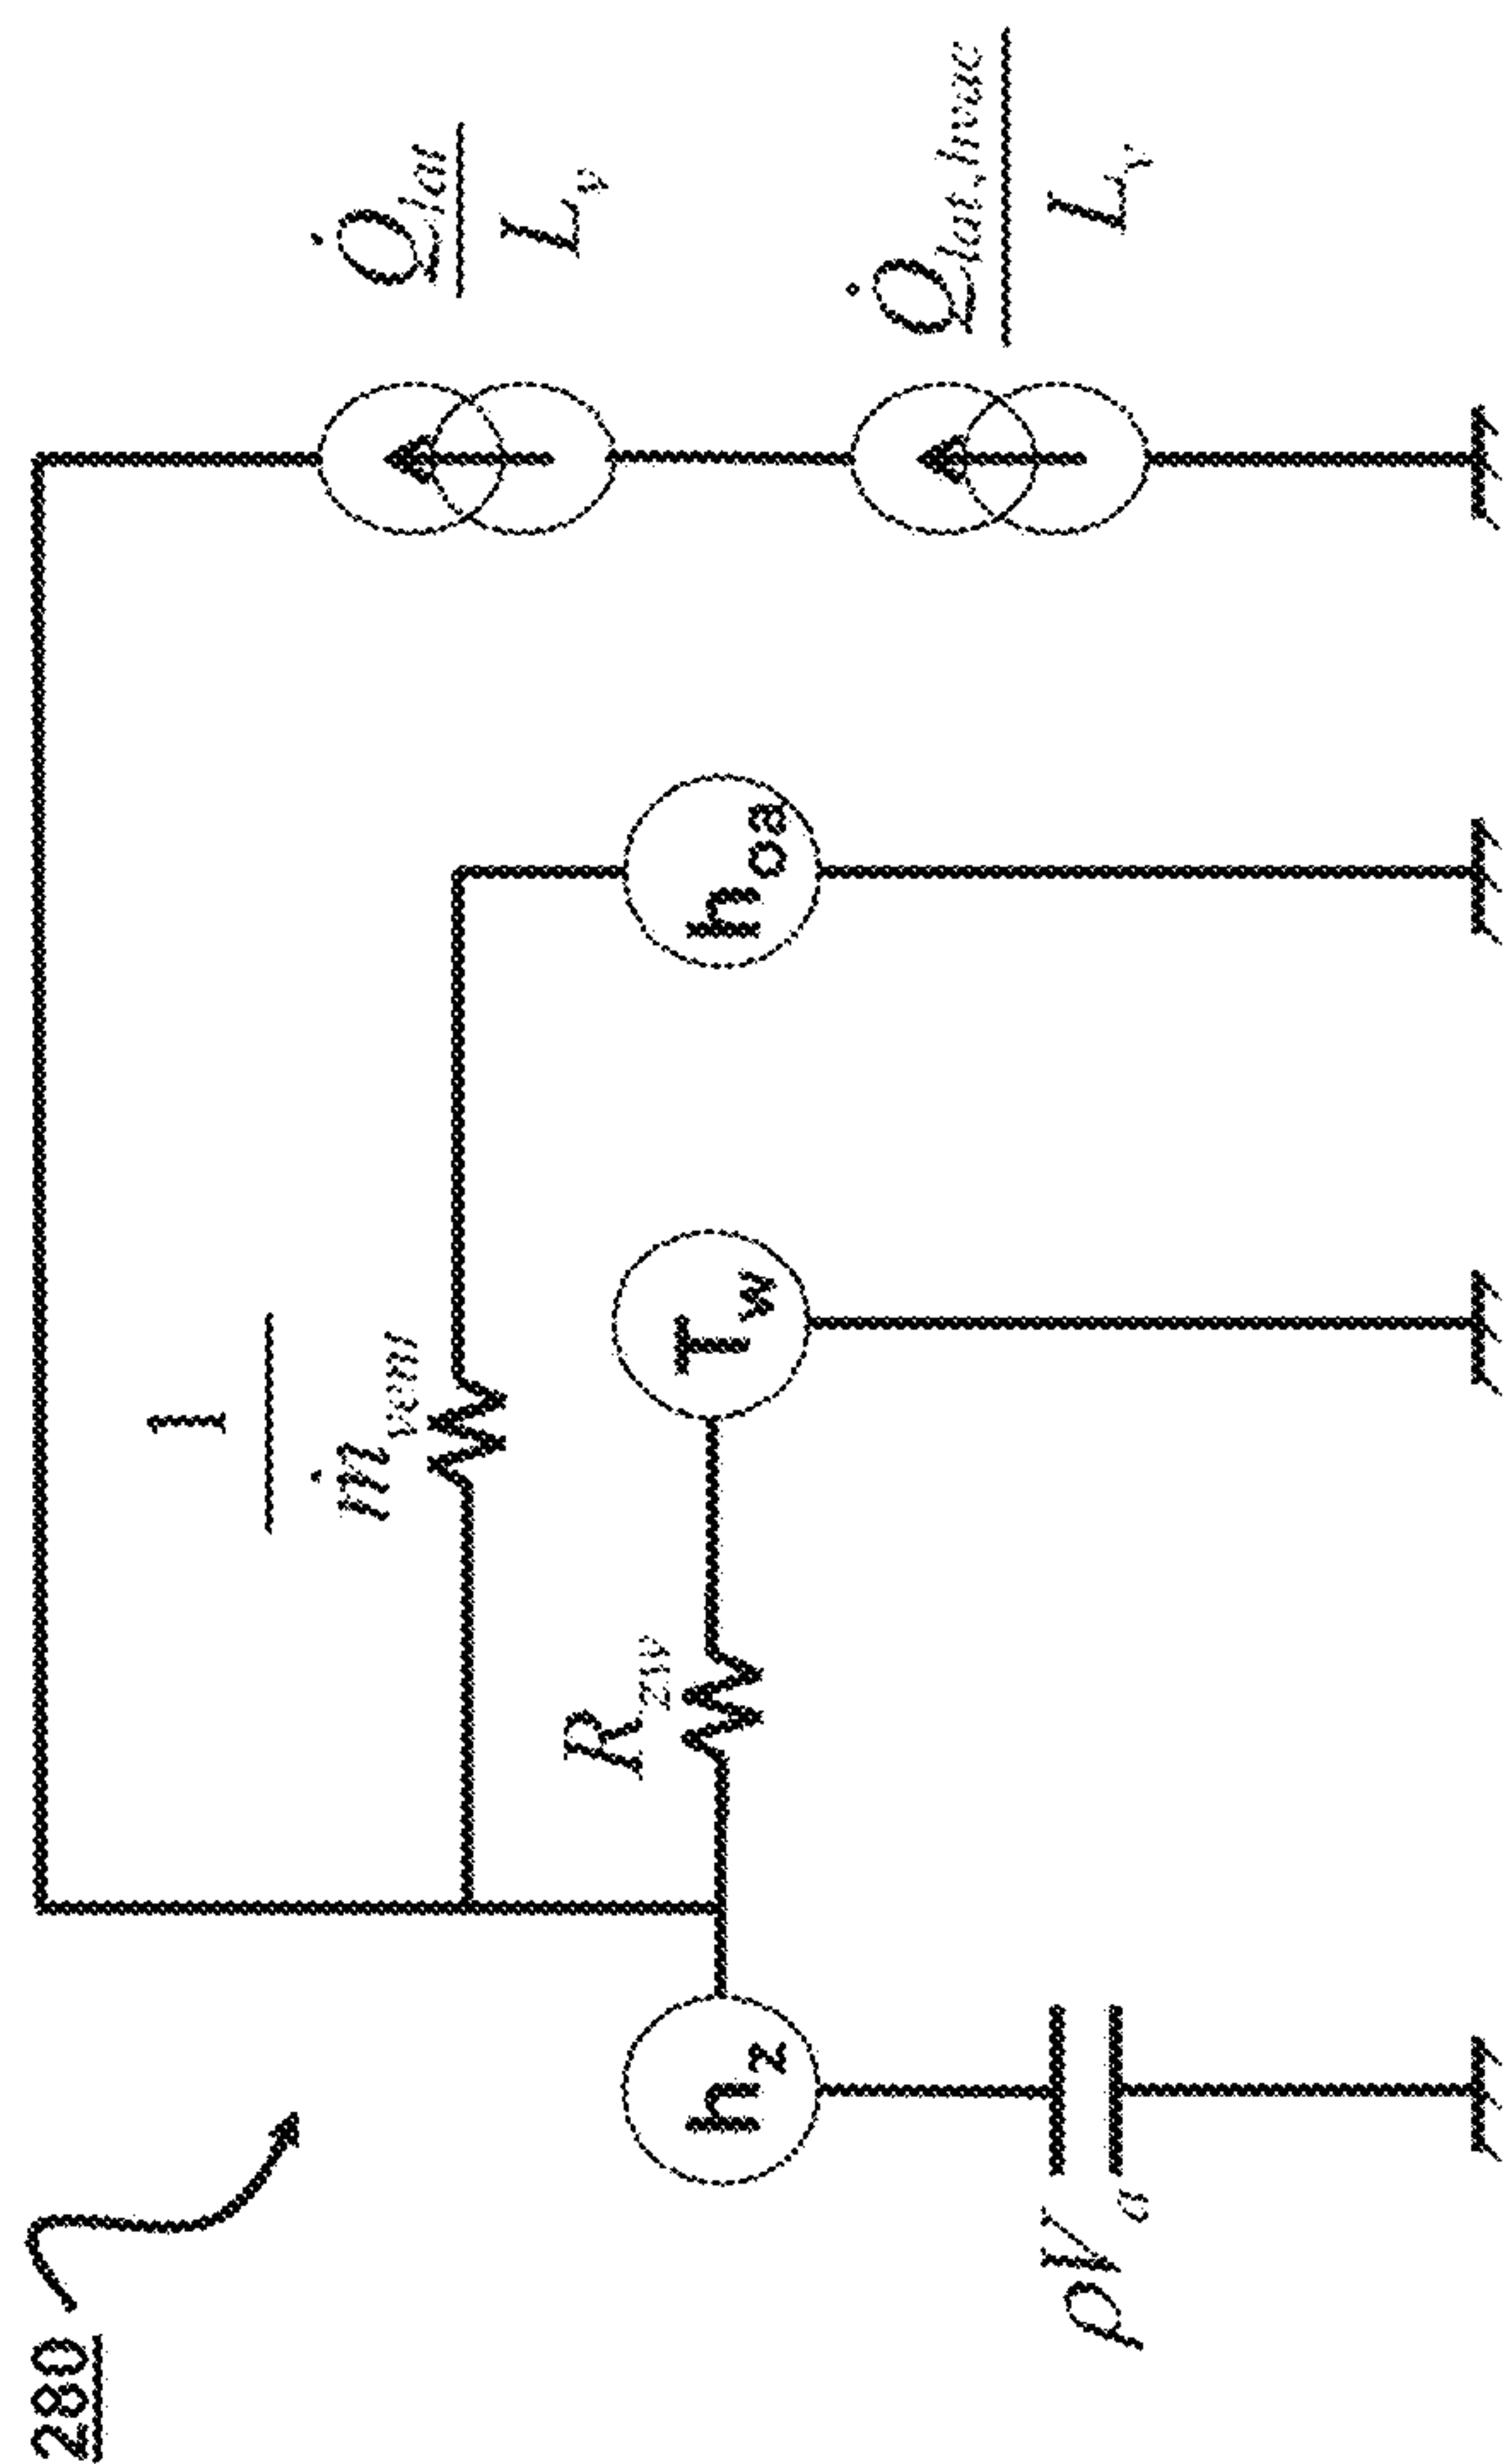 280
1
ṁvent
Q̇lat
Lv
Rzw
hz
Tw
hoa
Q̇lat,hvac
Lv
ρVa